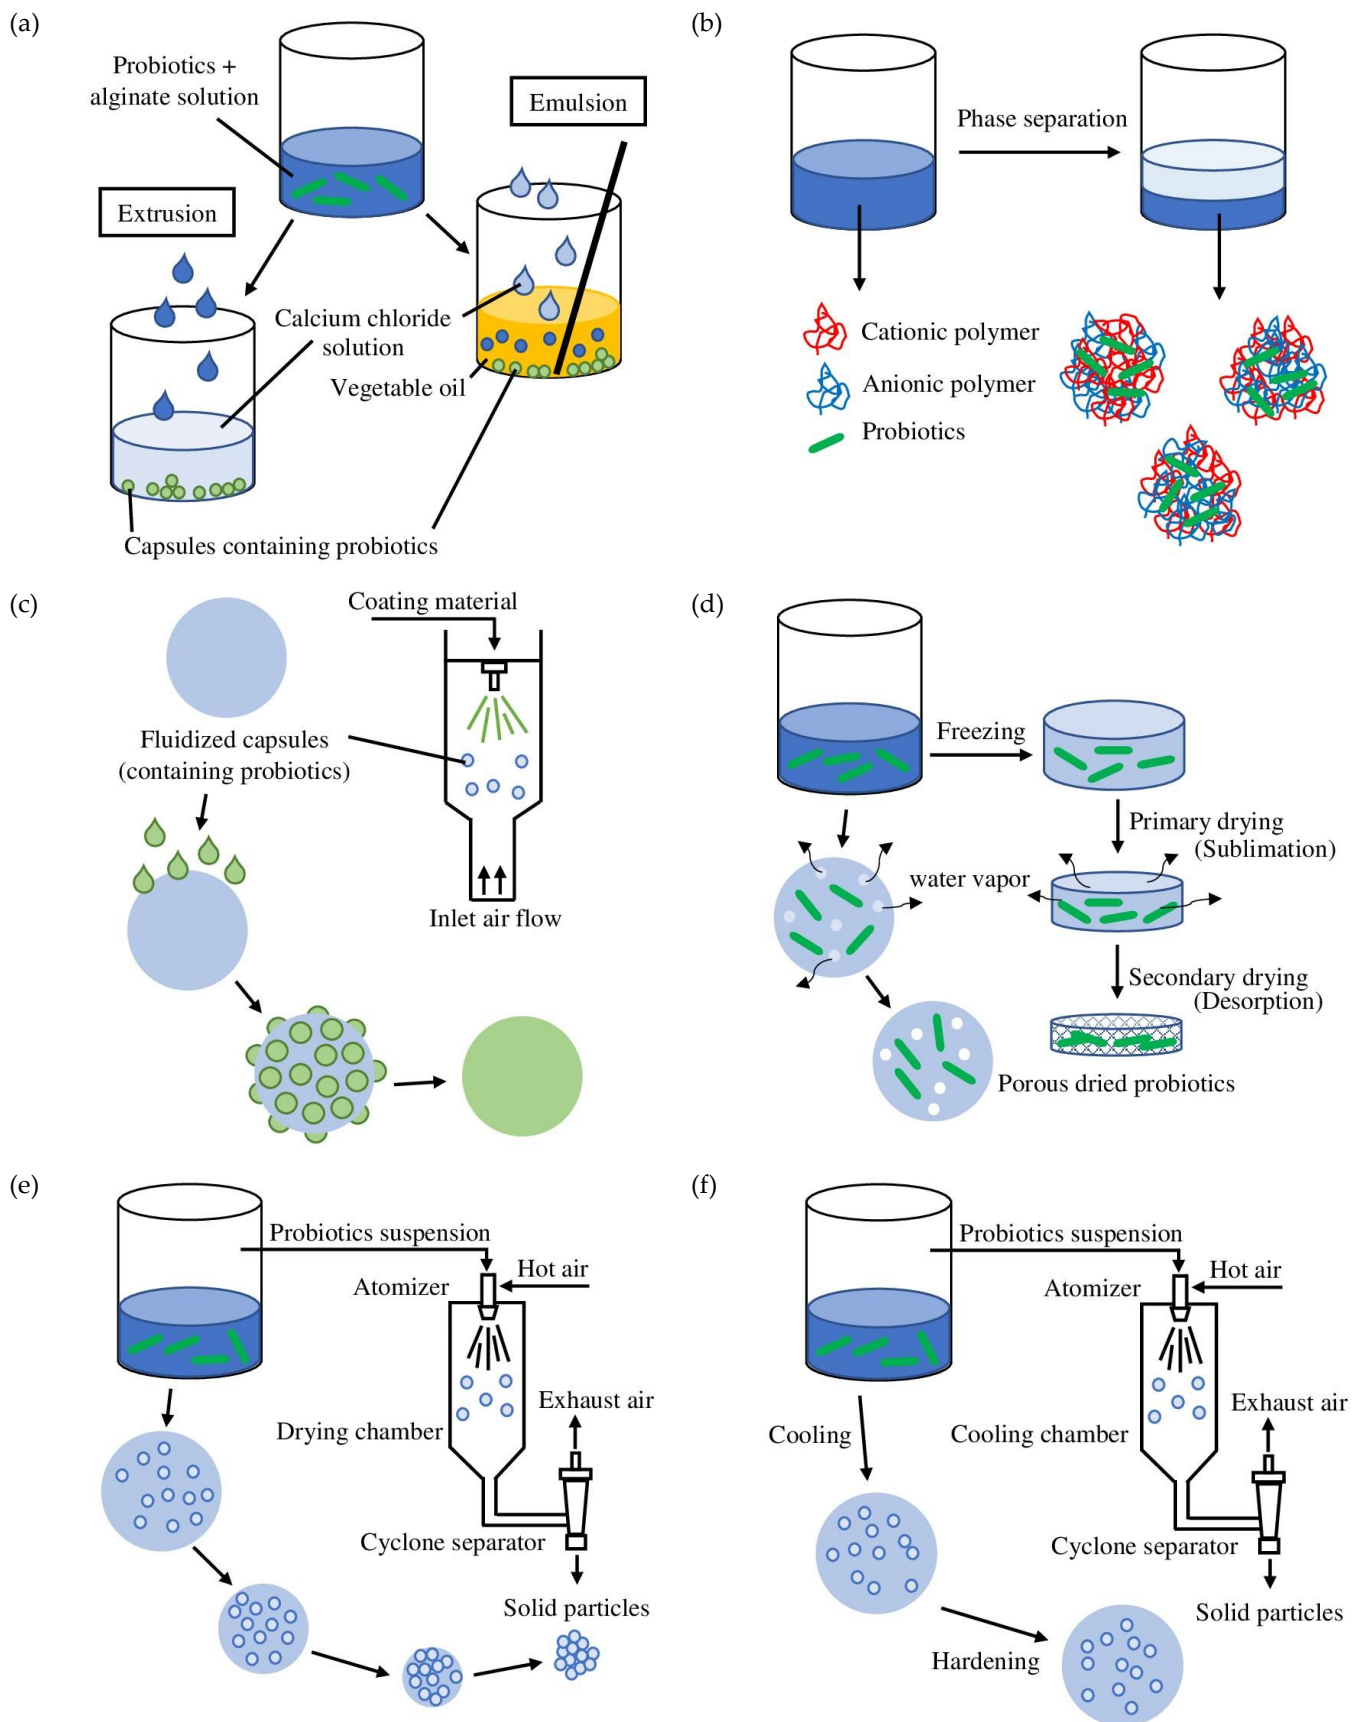 (a)
Probiotics +
alginate solution
Emulsion
Extrusion
Calcium chloride
solution
Vegetable oil
Capsules containing probiotics
(b)
Phase separation
Cationic polymer
Anionic polymer
Probiotics
(c)
Coating material
Fluidized capsules
(containing probiotics)
Inlet air flow
(d)
Freezing
Primary drying
(Sublimation)
water vapor
Secondary drying
(Desorption)
Porous dried probiotics
(e)
Probiotics suspension
Hot air
Atomizer
Exhaust air
Drying chamber
Cyclone separator
Solid particles
(f)
Probiotics suspension
Hot air
Atomizer
Exhaust air
Cooling
Cooling chamber
Cyclone separator
Solid particles
Hardening